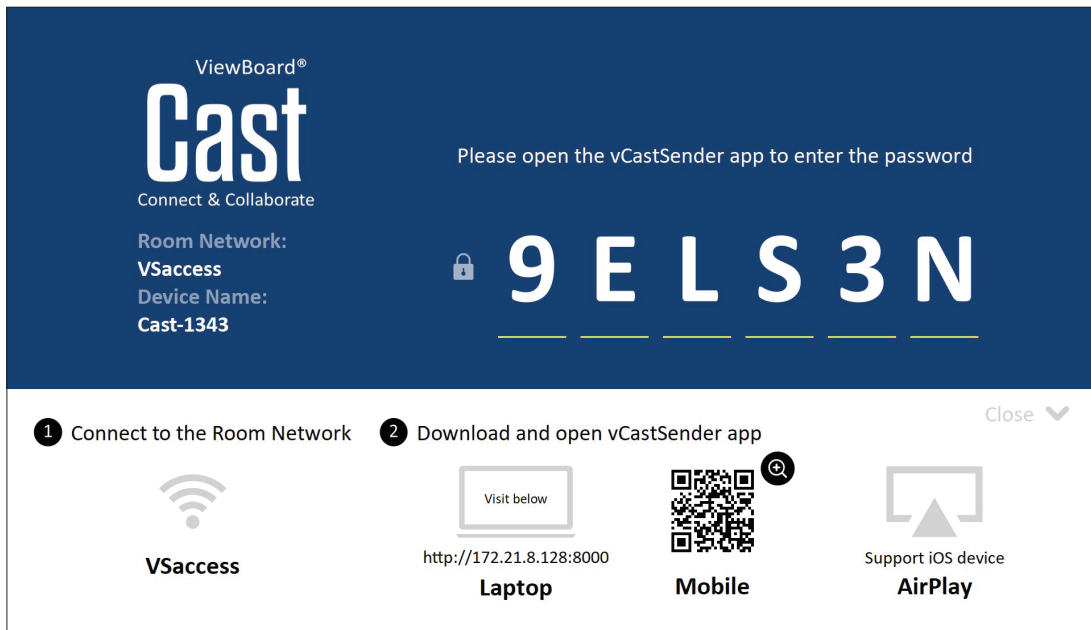 ViewBoard®
Cast
Connect & Collaborate
Room Network:
VSaccess
Device Name:
Cast-1343
Please open the vCastSender app to enter the password
9 E L S 3 N
Close
1 Connect to the Room Network
VSaccess
2 Download and open vCastSender app
Visit below
http://172.21.8.128:8000
Laptop
Mobile
Support iOS device
AirPlay